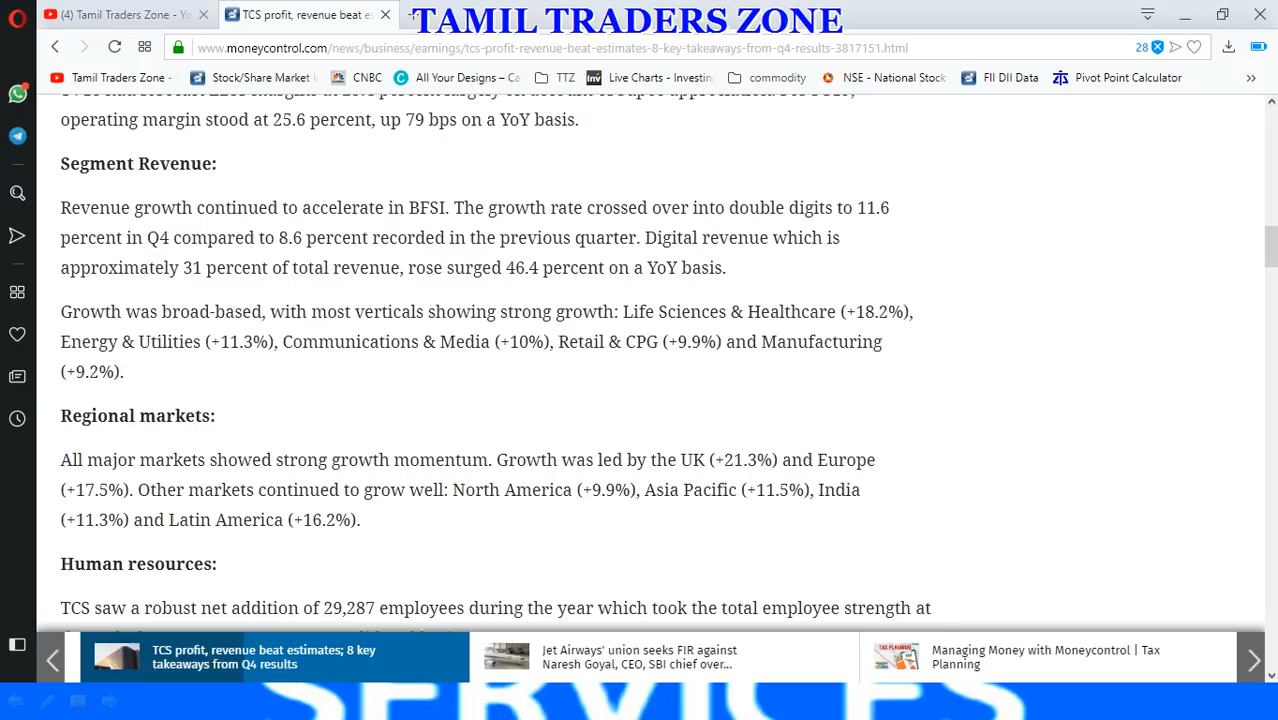 (4) Tamil Traders Zone - Yo
TCS profit, revenue beat es
TAMIL TRADERS ZONE
www.moneycontrol.com/news/business/earnings/tcs-profit-revenue-beat-estimates-8-key-takeaways-from-q4-results-3817151.html
28
Tamil Traders Zone -
Stock/Share Market
CNBC
All Your Designs – Ca
TTZ
Inv
Live Charts - Investin
commodity
NSE - National Stock
FII DII Data
Pivot Point Calculator
operating margin stood at 25.6 percent, up 79 bps on a YoY basis.
Segment Revenue:
Revenue growth continued to accelerate in BFSI. The growth rate crossed over into double digits to 11.6
percent in Q4 compared to 8.6 percent recorded in the previous quarter. Digital revenue which is
approximately 31 percent of total revenue, rose surged 46.4 percent on a YoY basis.
Growth was broad-based, with most verticals showing strong growth: Life Sciences & Healthcare (+18.2%),
Energy & Utilities (+11.3%), Communications & Media (+10%), Retail & CPG (+9.9%) and Manufacturing
(+9.2%).
Regional markets:
All major markets showed strong growth momentum. Growth was led by the UK (+21.3%) and Europe
(+17.5%). Other markets continued to grow well: North America (+9.9%), Asia Pacific (+11.5%), India
(+11.3%) and Latin America (+16.2%).
Human resources:
TCS saw a robust net addition of 29,287 employees during the year which took the total employee strength at
TCS profit, revenue beat estimates; 8 key
takeaways from Q4 results
Jet Airways' union seeks FIR against
Naresh Goyal, CEO, SBI chief over...
TAX PLANNING
Managing Money with Moneycontrol | Tax
Planning
SERVICES